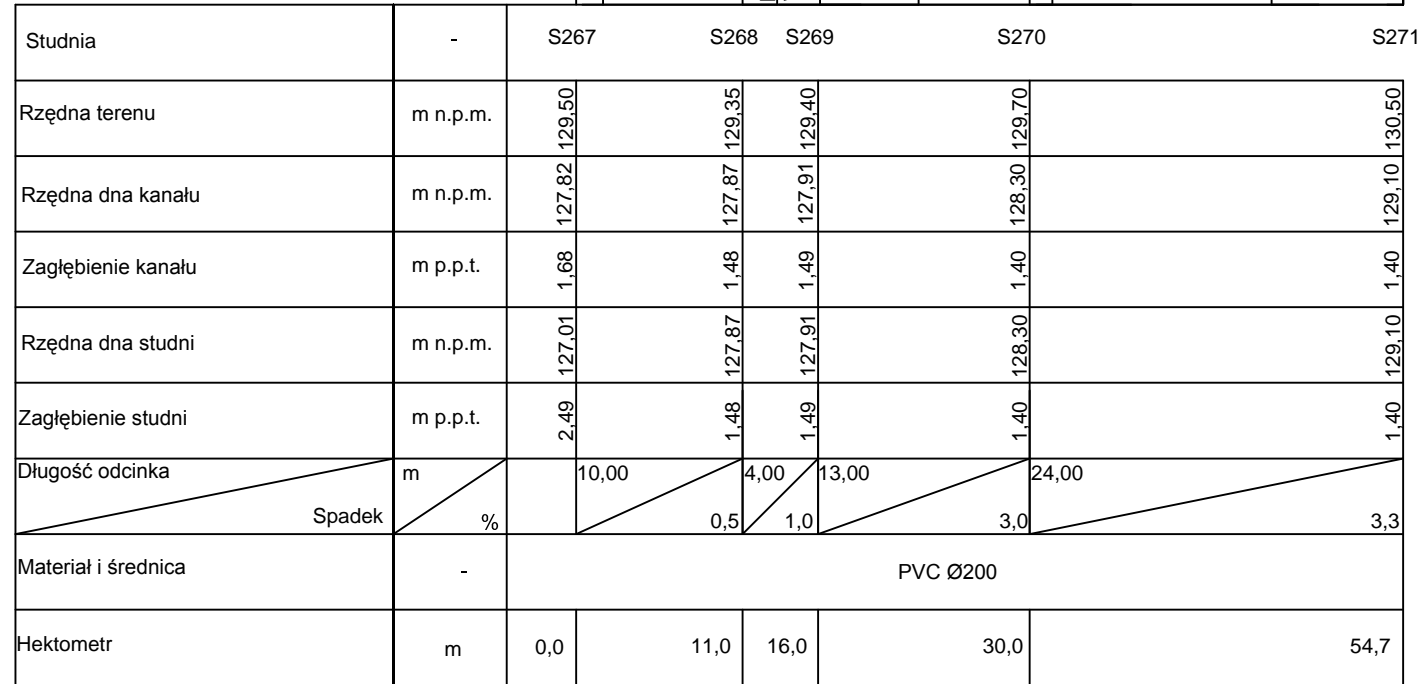 Studnia - S267 S268 S269 S270 S271
Rzędna terenu m n.p.m. 129,50 129,35 129,40 129,70 130,50
Rzędna dna kanału m n.p.m. 127,82 127,87 127,91 128,30 129,10
Zagłębienie kanału m p.p.t. 1,68 1,48 1,49 1,40 1,40
Rzędna dna studni m n.p.m. 127,01 127,87 127,91 128,30 129,10
Zagłębienie studni m p.p.t. 2,49 1,48 1,49 1,40 1,40
Długość odcinka m 10,00 4,00 13,00 24,00
Spadek % 0,5 1,0 3,0 3,3
Materiał i średnica - PVC Ø200
Hektometr m 0,0 11,0 16,0 30,0 54,7